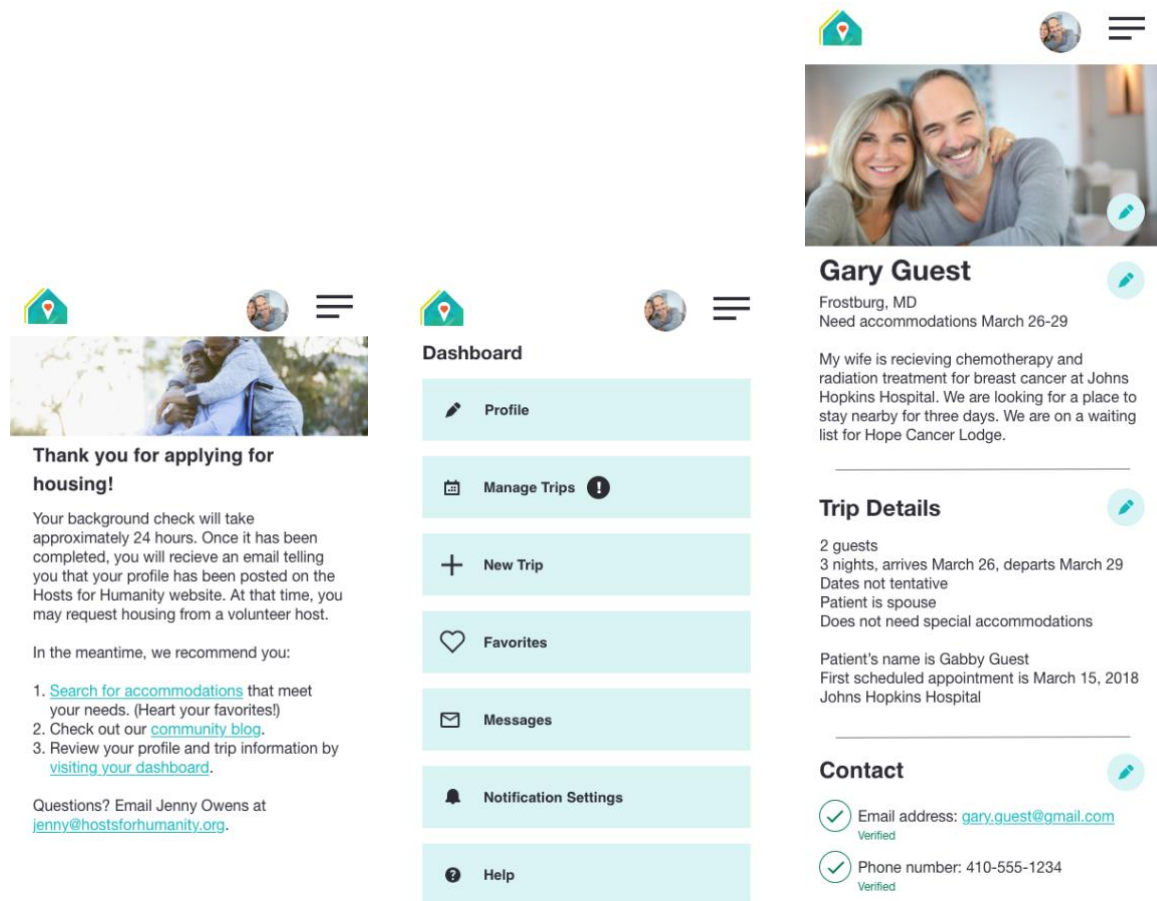 Thank you for applying for
housing!
Your background check will take
approximately 24 hours. Once it has been
completed, you will recieve an email telling
you that your profile has been posted on the
Hosts for Humanity website. At that time, you
may request housing from a volunteer host.
In the meantime, we recommend you:
1. Search for accommodations that meet
your needs. (Heart your favorites!)
2. Check out our community blog.
3. Review your profile and trip information by
visiting your dashboard.
Questions? Email Jenny Owens at
jenny@hostsforhumanity.org.
Dashboard
Profile
Manage Trips !
New Trip
Favorites
Messages
Notification Settings
? Help
Gary Guest
Frostburg, MD
Need accommodations March 26-29
My wife is recieving chemotherapy and
radiation treatment for breast cancer at Johns
Hopkins Hospital. We are looking for a place to
stay nearby for three days. We are on a waiting
list for Hope Cancer Lodge.
Trip Details
2 guests
3 nights, arrives March 26, departs March 29
Dates not tentative
Patient is spouse
Does not need special accommodations
Patient's name is Gabby Guest
First scheduled appointment is March 15, 2018
Johns Hopkins Hospital
Contact
Email address: gary.guest@gmail.com
Verified
Phone number: 410-555-1234
Verified